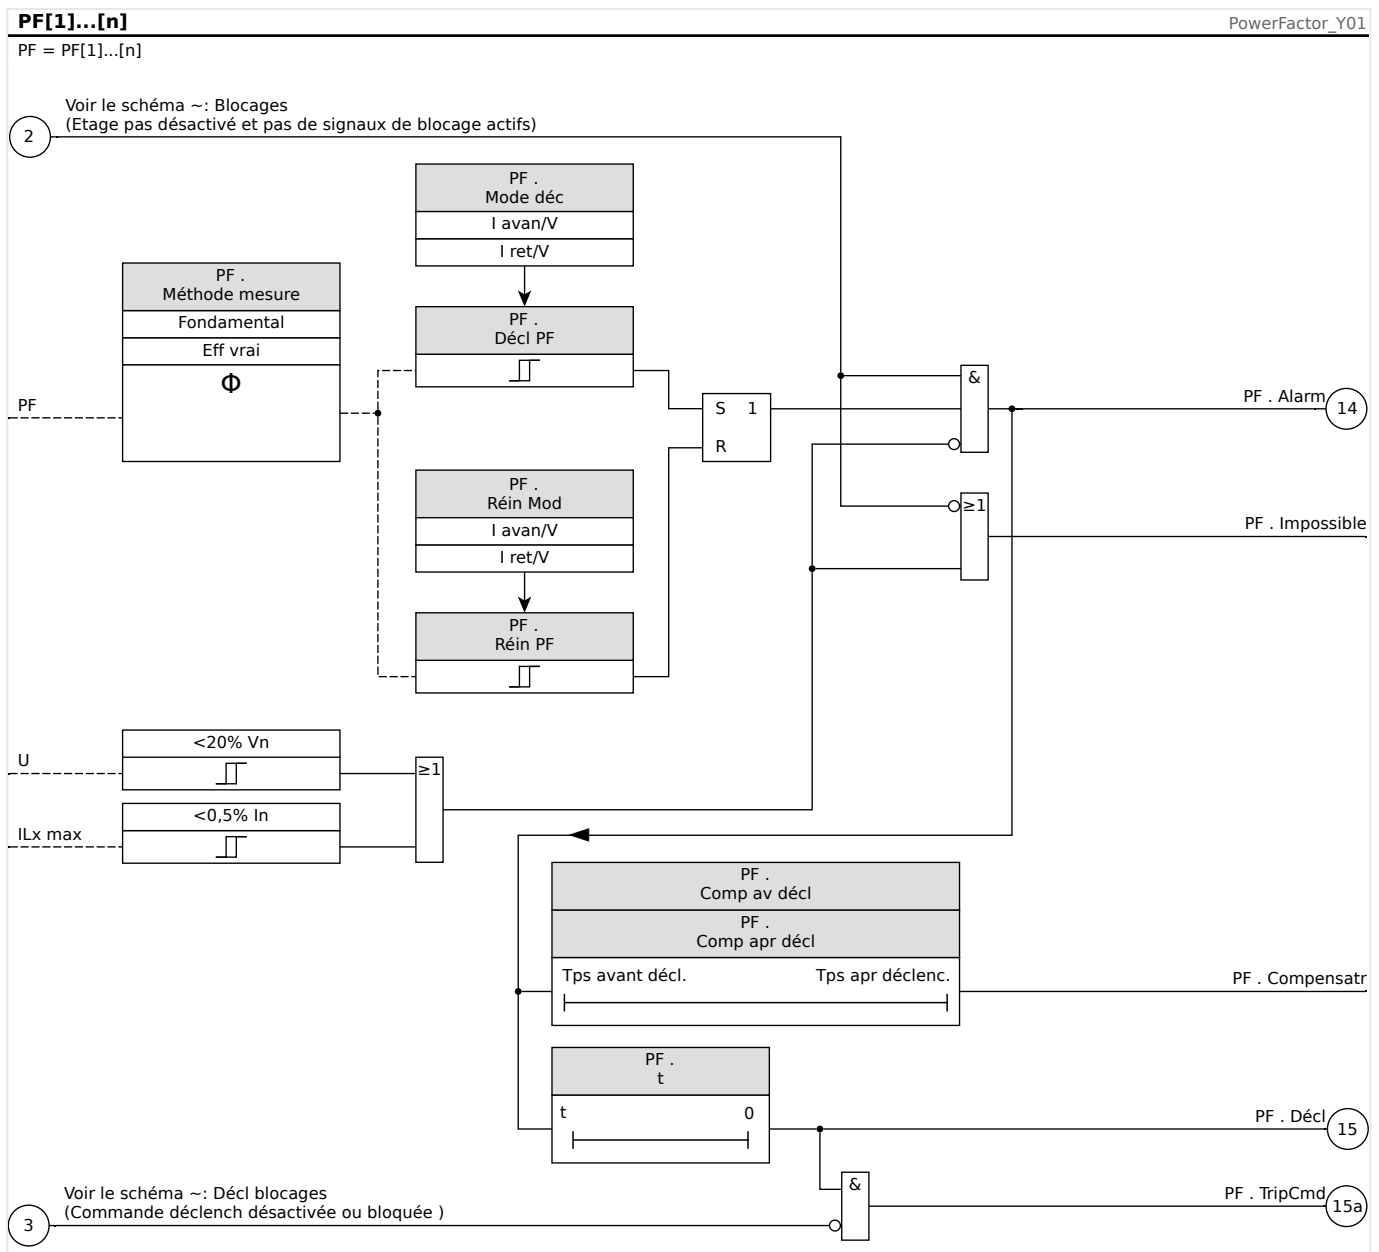 PF[1]...[n]
PowerFactor_Y01
PF = PF[1]...[n]
Voir le schéma ~: Blocages
(Etage pas désactivé et pas de signaux de blocage actifs)
2
PF .
Mode déc
I avan/V
I ret/V
PF .
Méthode mesure
Fondamental
Eff vrai
Φ
PF
PF .
Décl PF
S 1
R
&
PF . Alarm
14
PF .
Réin Mod
I avan/V
I ret/V
≥1
PF . Impossible
PF .
Réin PF
U
<20% Vn
≥1
ILx max
<0,5% In
PF .
Comp av décl
PF .
Comp apr décl
Tps avant décl.
Tps apr déclenc.
PF . Compensatr
PF .
t
t
0
PF . Décl
15
Voir le schéma ~: Décl blocages
(Commande déclench désactivée ou bloquée )
3
&
PF . TripCmd
15a